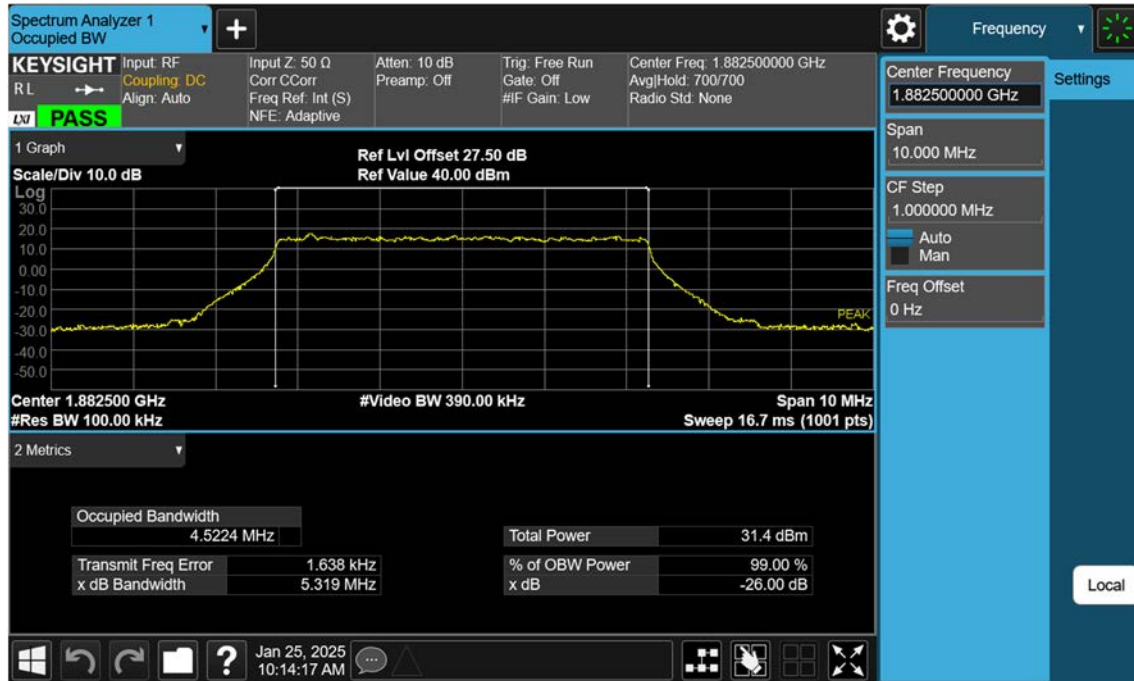 Spectrum Analyzer 1
Occupied BW
Frequency
KEYSIGHT
RL
LXI
PASS
Input: RF
Coupling: DC
Align: Auto
Input Z: 50 Ω
Corr CCorr
Freq Ref: Int (S)
NFE: Adaptive
Atten: 10 dB
Preamp: Off
Trig: Free Run
Gate: Off
#IF Gain: Low
Center Freq: 1.882500000 GHz
Avg|Hold: 700/700
Radio Std: None
Center Frequency
1.882500000 GHz
Settings
Span
10.000 MHz
CF Step
1.000000 MHz
Auto
Man
Freq Offset
0 Hz
Local
1 Graph
Scale/Div 10.0 dB
Ref Lvl Offset 27.50 dB
Ref Value 40.00 dBm
Log
30.0
20.0
10.0
0.00
-10.0
-20.0
-30.0
-40.0
-50.0
PEAK
Center 1.882500 GHz
#Video BW 390.00 kHz
Span 10 MHz
#Res BW 100.00 kHz
Sweep 16.7 ms (1001 pts)
2 Metrics
Occupied Bandwidth
4.5224 MHz
Total Power 31.4 dBm
Transmit Freq Error 1.638 kHz
% of OBW Power 99.00 %
x dB Bandwidth 5.319 MHz
x dB -26.00 dB
?
Jan 25, 2025
10:14:17 AM